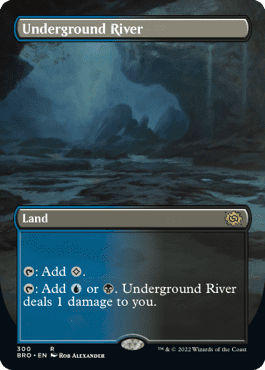 Underground River
Land
: Add .
: Add or . Underground River
deals 1 damage to you.
300 R
BRO • EN Rob Alexander
™ & © 2022 Wizards of the Coast